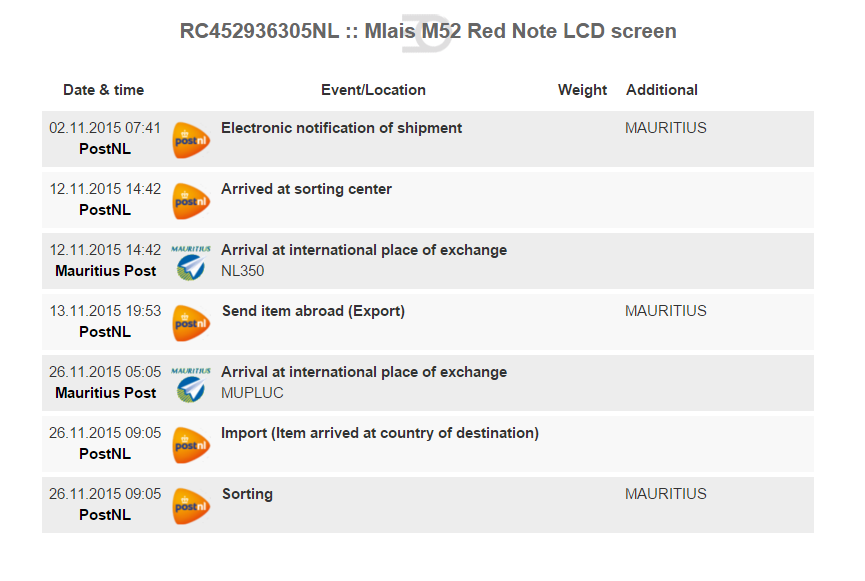 RC452936305NL :: Mlais M52 Red Note LCD screen
Date & time Event/Location Weight Additional
02.11.2015 07:41 postnl Electronic notification of shipment MAURITIUS
PostNL
12.11.2015 14:42 postnl Arrived at sorting center
PostNL
12.11.2015 14:42 MAURITIUS Arrival at international place of exchange
Mauritius Post NL350
13.11.2015 19:53 postnl Send item abroad (Export) MAURITIUS
PostNL
26.11.2015 05:05 MAURITIUS Arrival at international place of exchange
Mauritius Post MUPLUC
26.11.2015 09:05 postnl Import (Item arrived at country of destination)
PostNL
26.11.2015 09:05 postnl Sorting MAURITIUS
PostNL